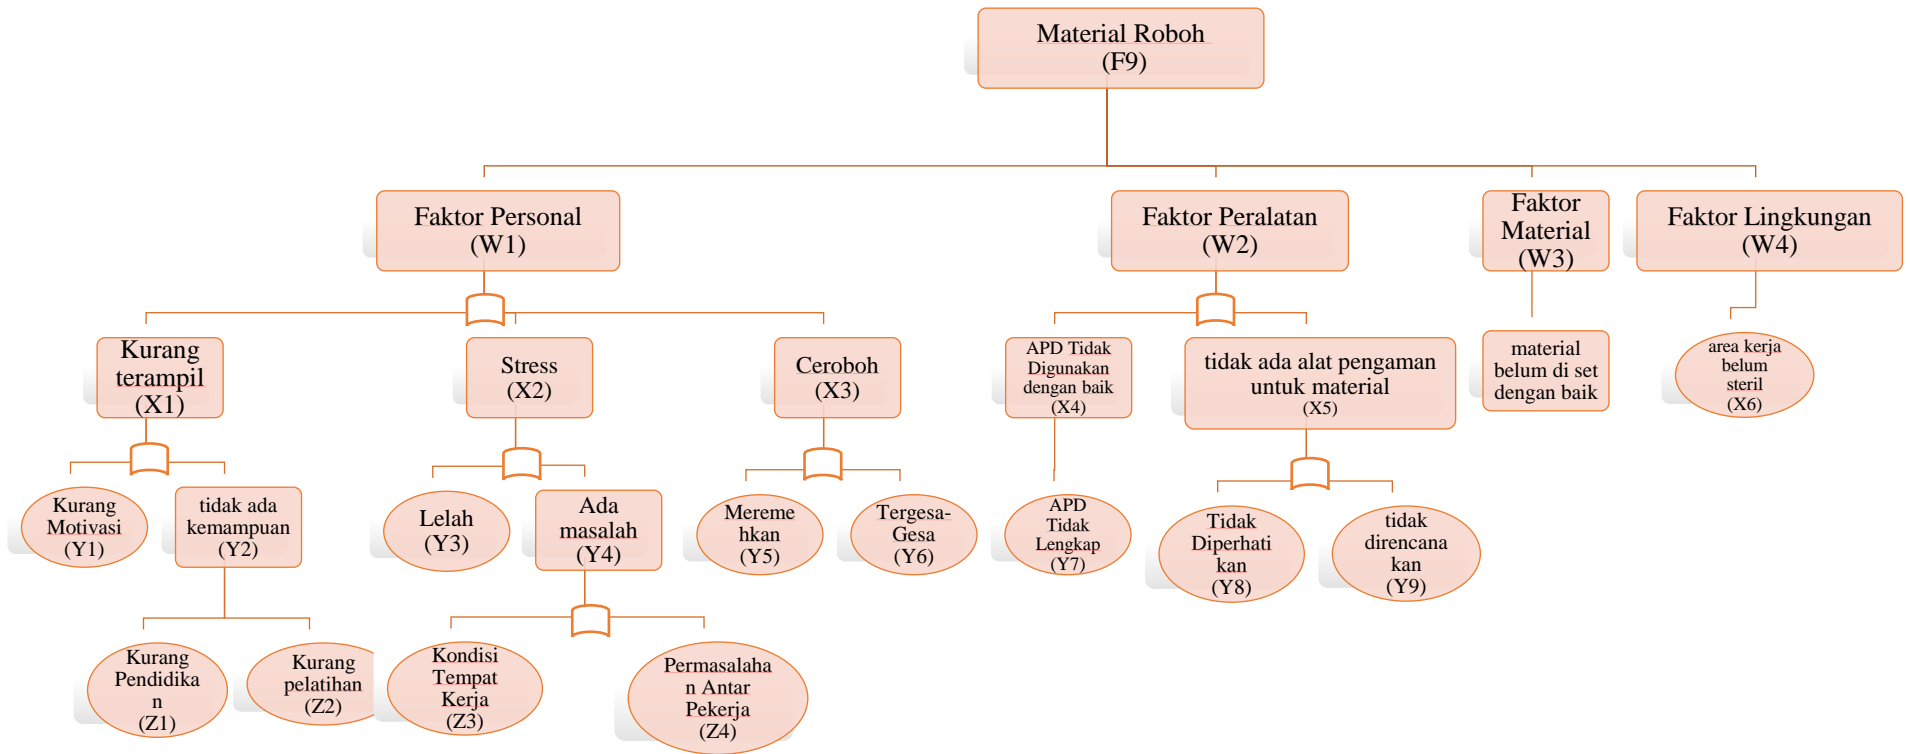 Material Roboh
(F9)
Faktor Personal
(W1)
Faktor Peralatan
(W2)
Faktor
Material
(W3)
Faktor Lingkungan
(W4)
Kurang
terampil
(X1)
Stress
(X2)
Ceroboh
(X3)
APD Tidak
Digunakan
dengan baik
(X4)
tidak ada alat pengaman
untuk material
(X5)
material
belum di set
dengan baik
area kerja
belum
steril
(X6)
Kurang
Motivasi
(Y1)
tidak ada
kemampuan
(Y2)
Lelah
(Y3)
Ada
masalah
(Y4)
Mereme
hkan
(Y5)
Tergesa-
Gesa
(Y6)
APD
Tidak
Lengkap
(Y7)
Tidak
Diperhati
kan
(Y8)
tidak
direncana
kan
(Y9)
Kurang
Pendidika
n
(Z1)
Kurang
pelatihan
(Z2)
Kondisi
Tempat
Kerja
(Z3)
Permasalaha
n Antar
Pekerja
(Z4)